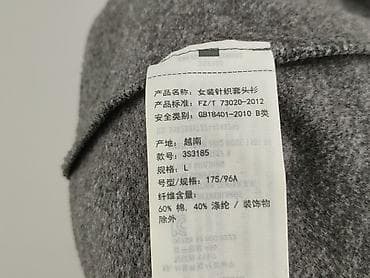 产品名称: 女装针织套头衫
产品标准: FZ/T 73020-2012
安全类别: GB18401-2010 B类
产地: 越南
款号: 3S3185
规格: L
号型/规格: 175/96A
纤维含量:
60% 棉, 40% 涤纶 / 装饰物
除外